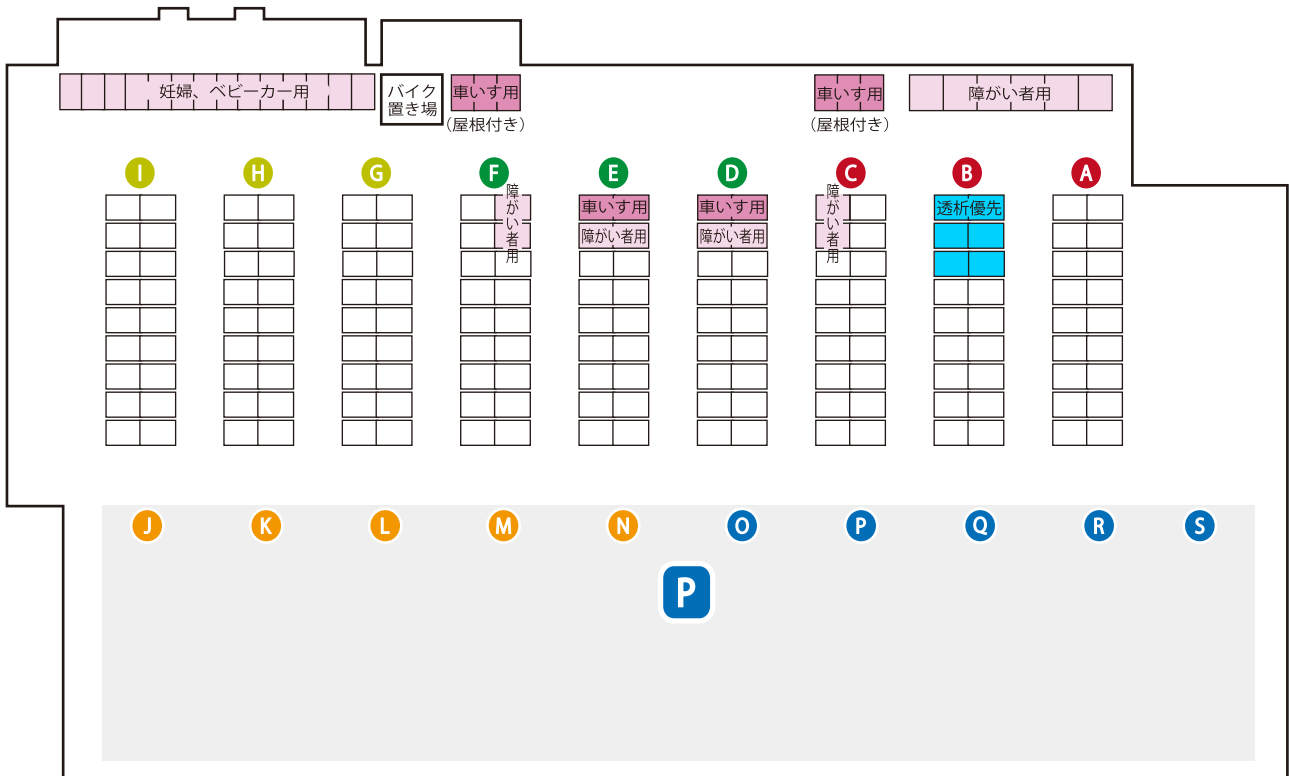 妊婦、ベビーカー用
バイク
置き場
車いす用
(屋根付き)
車いす用
(屋根付き)
障がい者用
I
H
G
F
E
D
C
B
A
障がい者用
車いす用
障がい者用
車いす用
障がい者用
障がい者用
透析優先
J
K
L
M
N
O
P
Q
R
S
P